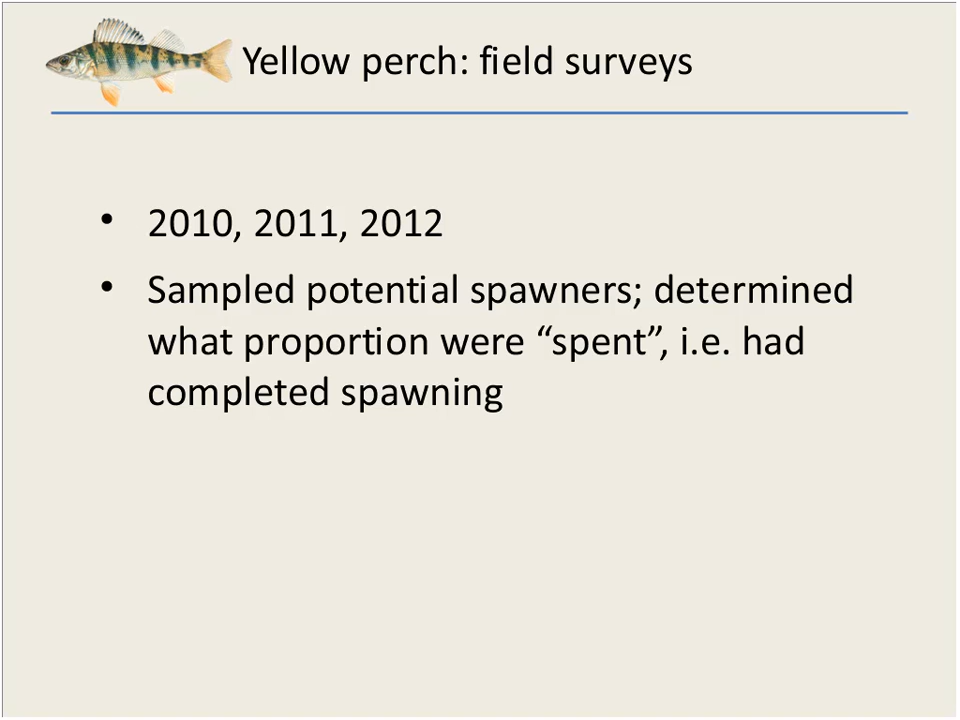 Yellow perch: field surveys
• 2010, 2011, 2012
• Sampled potential spawners; determined
what proportion were “spent”, i.e. had
completed spawning